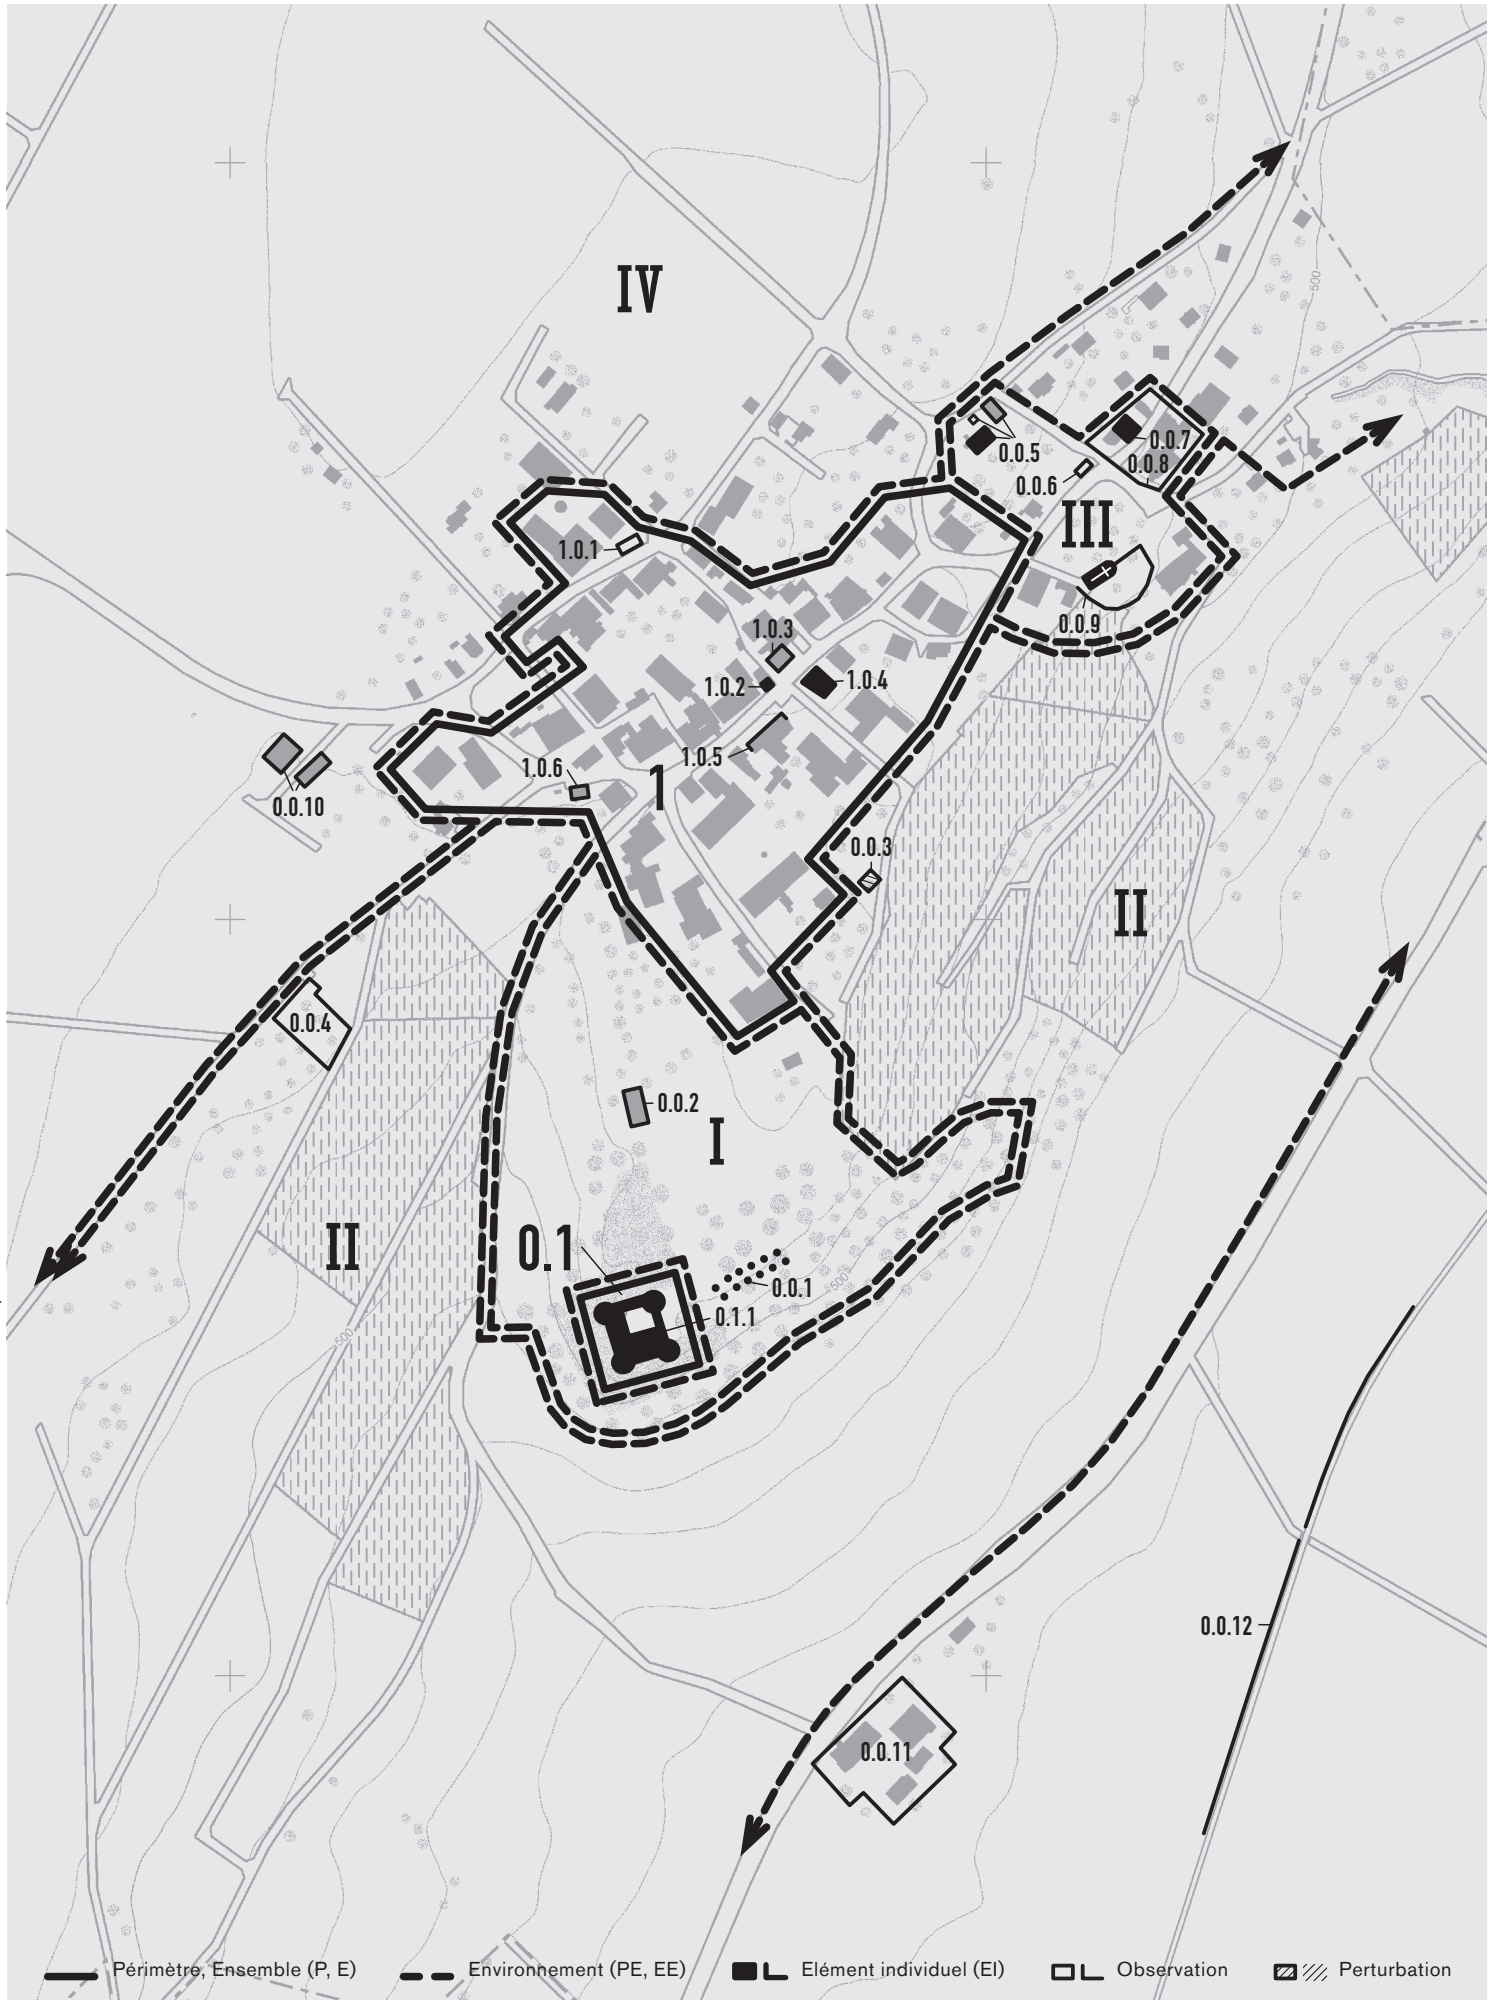 IV
500
0.0.7
0.0.5
0.0.8
0.0.6
III
1.0.1
0.0.9
1.0.3
1.0.2
1.0.4
1.0.5
1.0.6
1
0.0.10
0.0.3
II
0.0.4
0.0.2
I
II
0.1
500
0.0.1
0.1.1
500
0.0.12
0.0.11
Périmètre, Ensemble (P, E)
Environnement (PE, EE)
Elément individuel (EI)
Observation
Perturbation